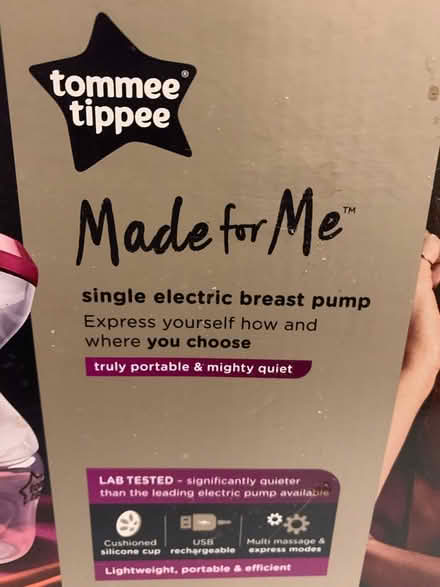 tommee®
tippee
Made for Me™
single electric breast pump
Express yourself how and
where you choose
truly portable & mighty quiet
LAB TESTED – significantly quieter
than the leading electric pump available
Cushioned
silicone cup
USB
rechargeable
Multi massage &
express modes
Lightweight, portable & efficient